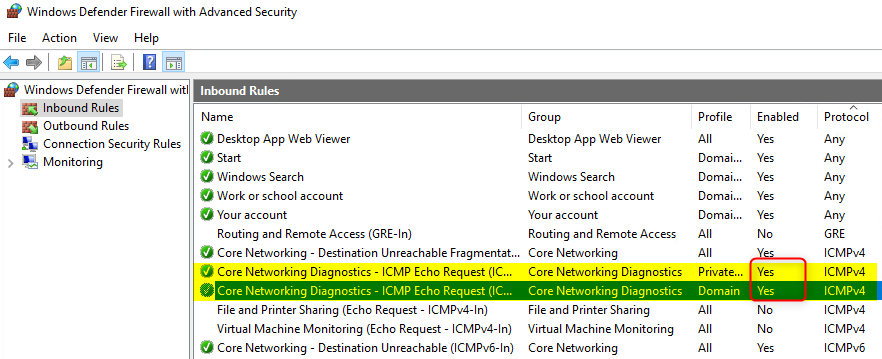 Windows Defender Firewall with Advanced Security
File Action View Help
Windows Defender Firewall witl
Inbound Rules
Outbound Rules
Connection Security Rules
Monitoring
Inbound Rules
Name Group Profile Enabled Protocol
Desktop App Web Viewer Desktop App Web Viewer All Yes Any
Start Start Domai... Yes Any
Windows Search Windows Search Domai... Yes Any
Work or school account Work or school account Domai... Yes Any
Your account Your account Domai... Yes Any
Routing and Remote Access (GRE-In) Routing and Remote Access All No GRE
Core Networking - Destination Unreachable Fragmentat... Core Networking All Yes ICMPv4
Core Networking Diagnostics - ICMP Echo Request (IC... Core Networking Diagnostics Private... Yes ICMPv4
Core Networking Diagnostics - ICMP Echo Request (IC... Core Networking Diagnostics Domain Yes ICMPv4
File and Printer Sharing (Echo Request - ICMPv4-In) File and Printer Sharing All No ICMPv4
Virtual Machine Monitoring (Echo Request - ICMPv4-In) Virtual Machine Monitoring All No ICMPv4
Core Networking - Destination Unreachable (ICMPv6-In) Core Networking All Yes ICMPv6